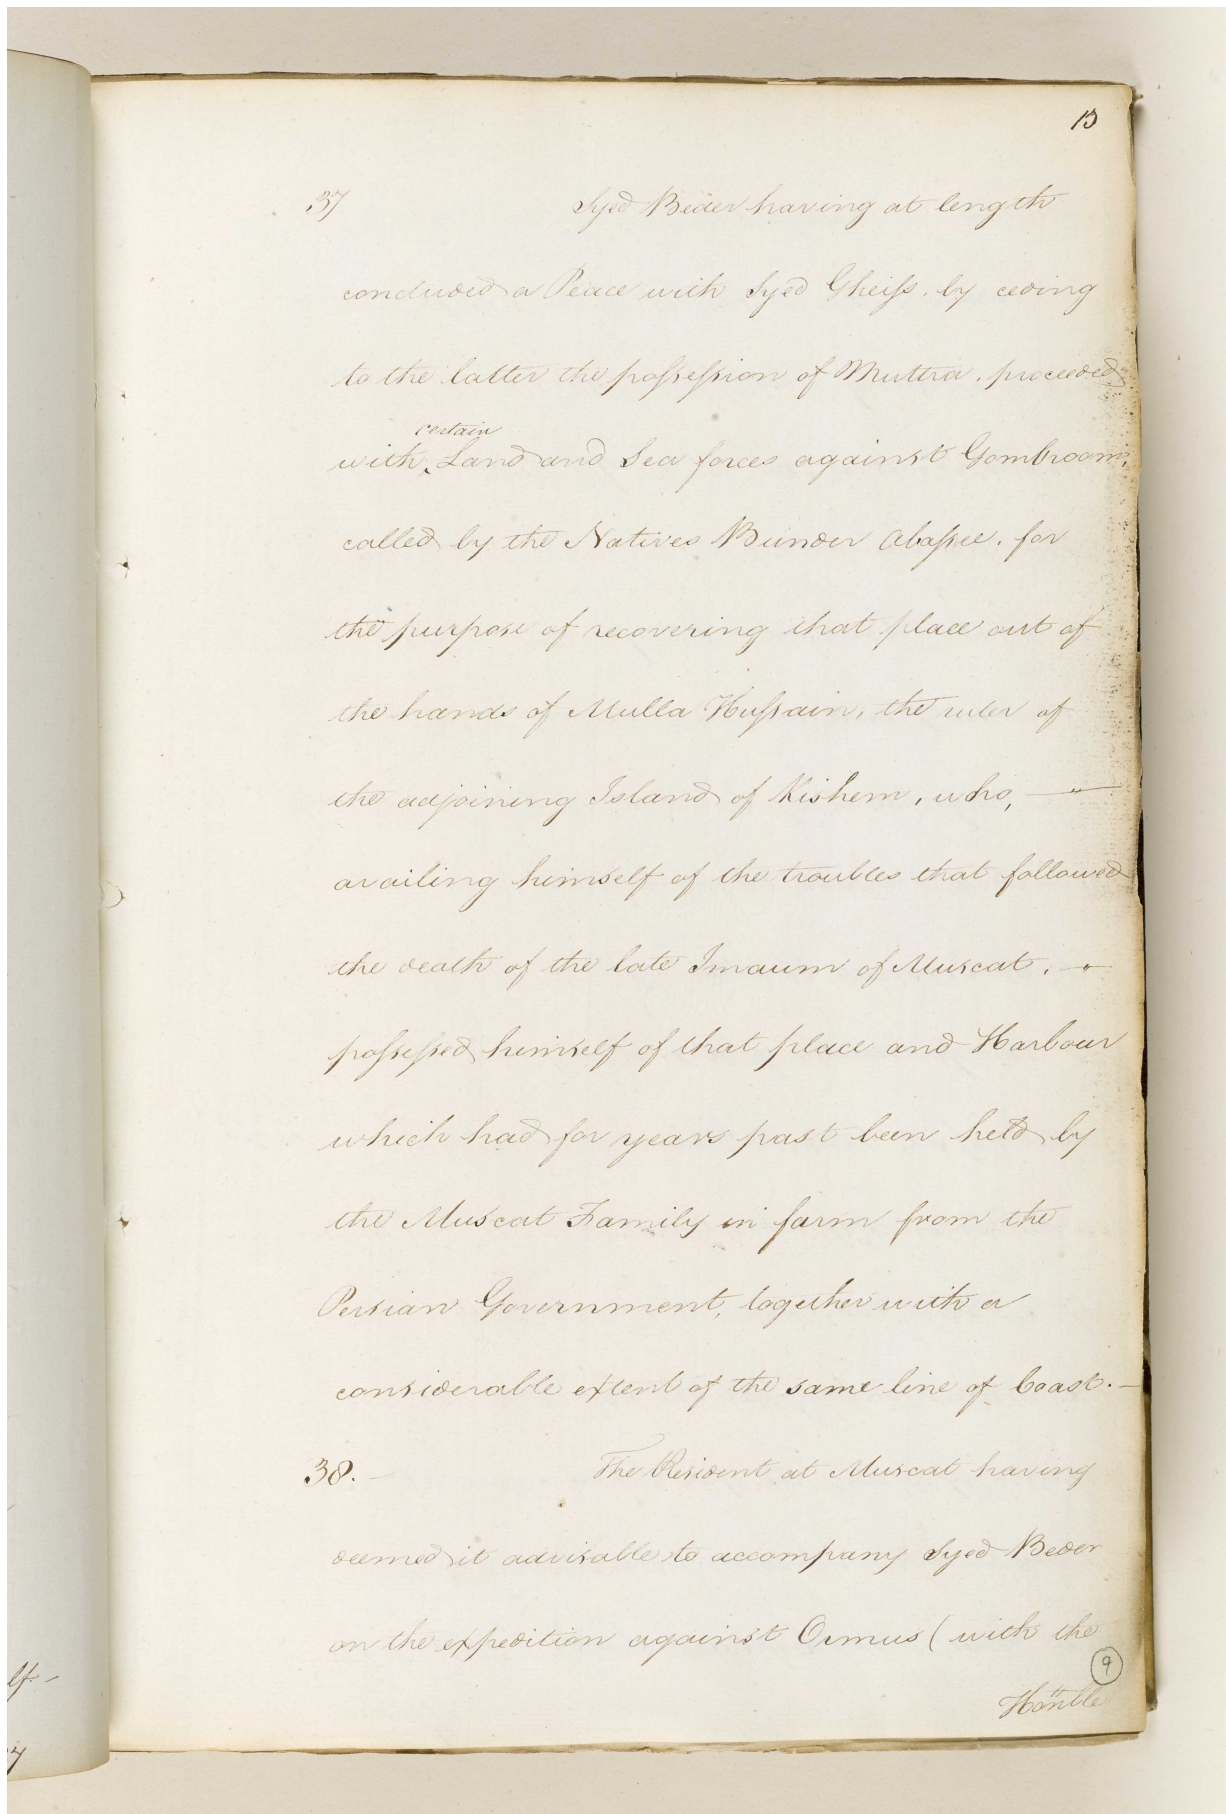 13
37 Syed Beder having at length
concluded a Peace with Syed Gheiſs. by ceding
to the latter the poſseſsion of Muttra. proceeded
certain
with Land and Sea forces against Gombroom,
called by the Natives Bunder Abaſsee. for
the purpose of recovering that place out of
the hands of Mulla Huſsain, the ruler of
the adjoining Island of Kishem, who,
availing himself of the troubles that followed
the death of the late Imaum of Muscat,
poſseſsed himself of that place and Harbour
which had for years past been held by
the Muscat Family in farm from the
Persian Government, together with a
considerable extent of the same line of Coast.
38. The Resident at Muscat having
deemed it advisable to accompany Syed Beder
on the expedition against Ormus (with the
9
Honble